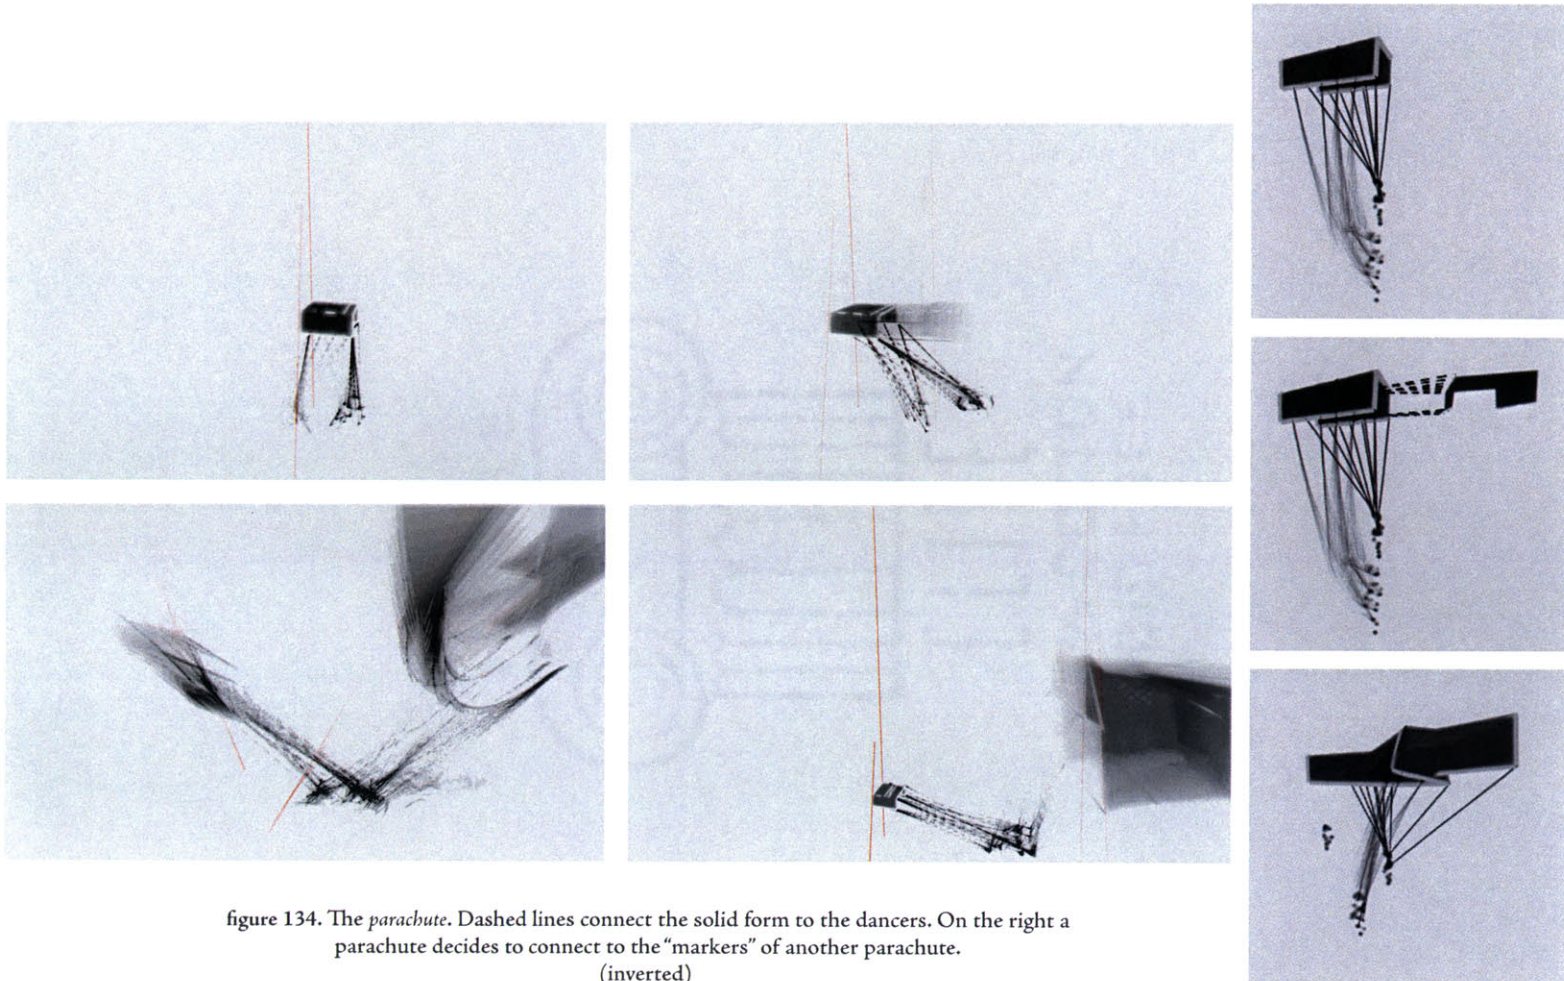 figure 134. The parachute. Dashed lines connect the solid form to the dancers. On the right a
parachute decides to connect to the “markers” of another parachute.
(inverted)